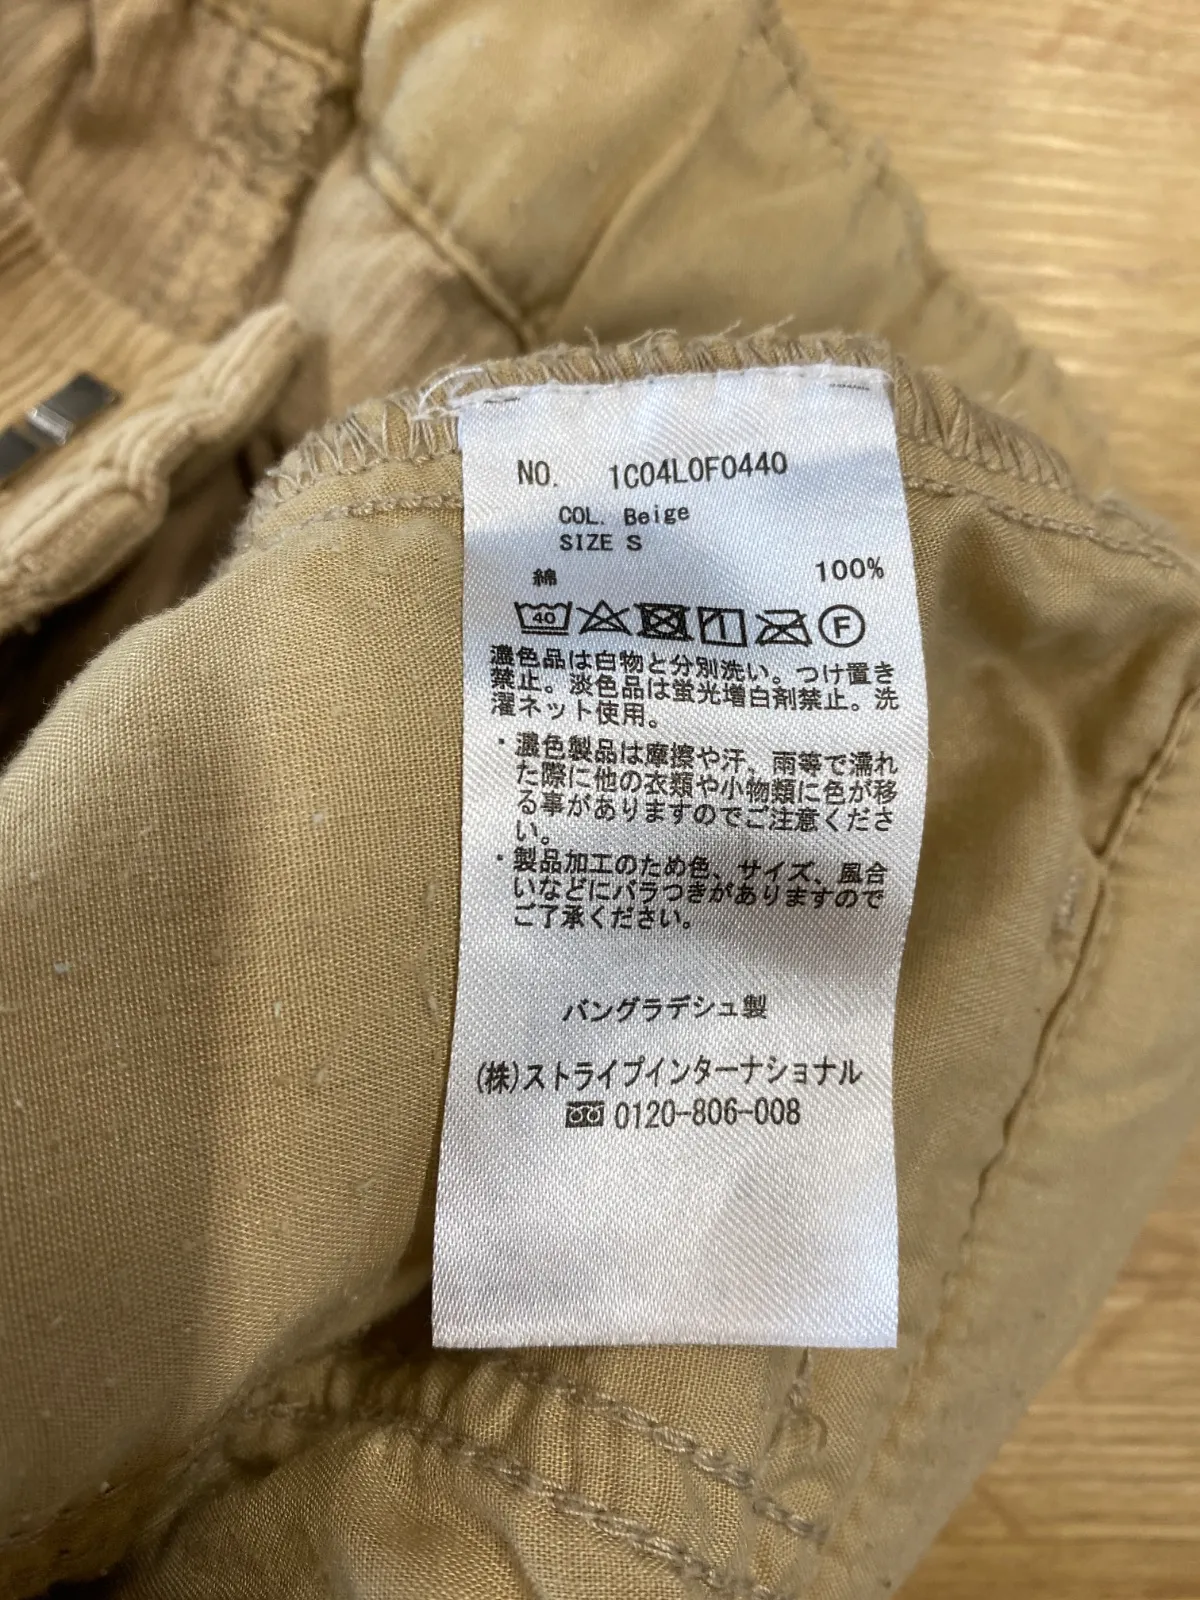 NO. 1C04L0F0440
COL. Beige
SIZE S
綿 100%
40
F
濃色品は白物と分別洗い。つけ置き
禁止。淡色品は蛍光増白剤禁止。洗
濯ネット使用。
・濃色製品は摩擦や汗、雨等で濡れ
た際に他の衣類や小物類に色が移
る事がありますのでご注意くださ
い。
・製品加工のため色、サイズ、風合
いなどにバラつきがありますので
ご了承ください。
バングラデシュ製
(株)ストライプインターナショナル
0120-806-008